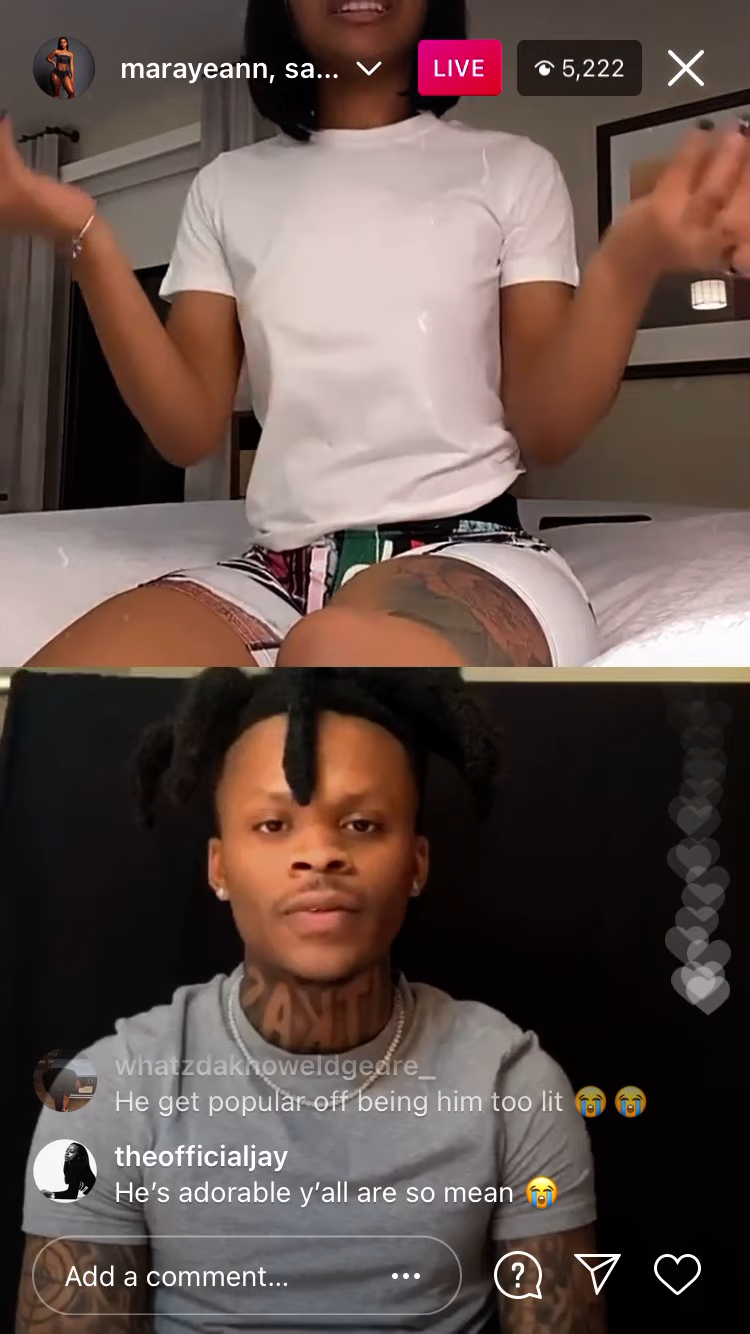 marayeann, sa...
LIVE
5,222
whatzdaknoweldgedre_
He get popular off being him too lit 😭 😭
theofficialjay
He's adorable y'all are so mean 😭
Add a comment...